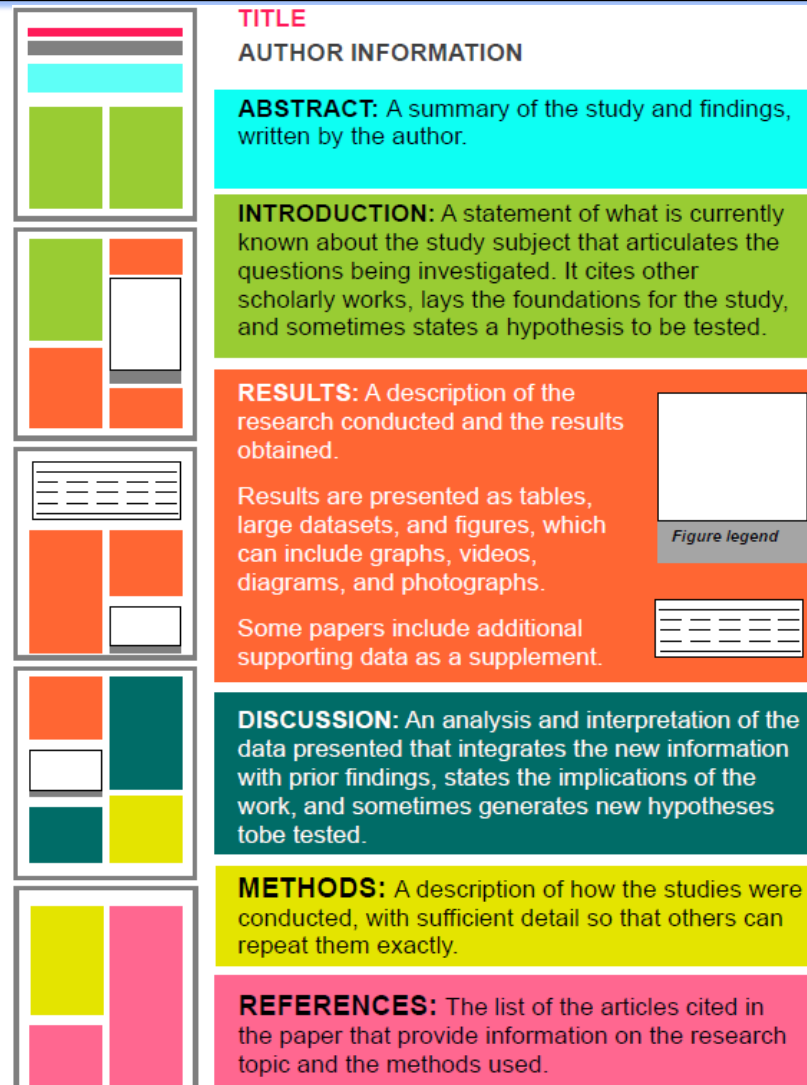 TITLE
AUTHOR INFORMATION
ABSTRACT: A summary of the study and findings,
written by the author.
INTRODUCTION: A statement of what is currently
known about the study subject that articulates the
questions being investigated. It cites other
scholarly works, lays the foundations for the study,
and sometimes states a hypothesis to be tested.
RESULTS: A description of the
research conducted and the results
obtained.
Results are presented as tables,
large datasets, and figures, which
can include graphs, videos,
diagrams, and photographs.
Some papers include additional
supporting data as a supplement.
Figure legend
DISCUSSION: An analysis and interpretation of the
data presented that integrates the new information
with prior findings, states the implications of the
work, and sometimes generates new hypotheses
tobe tested.
METHODS: A description of how the studies were
conducted, with sufficient detail so that others can
repeat them exactly.
REFERENCES: The list of the articles cited in
the paper that provide information on the research
topic and the methods used.